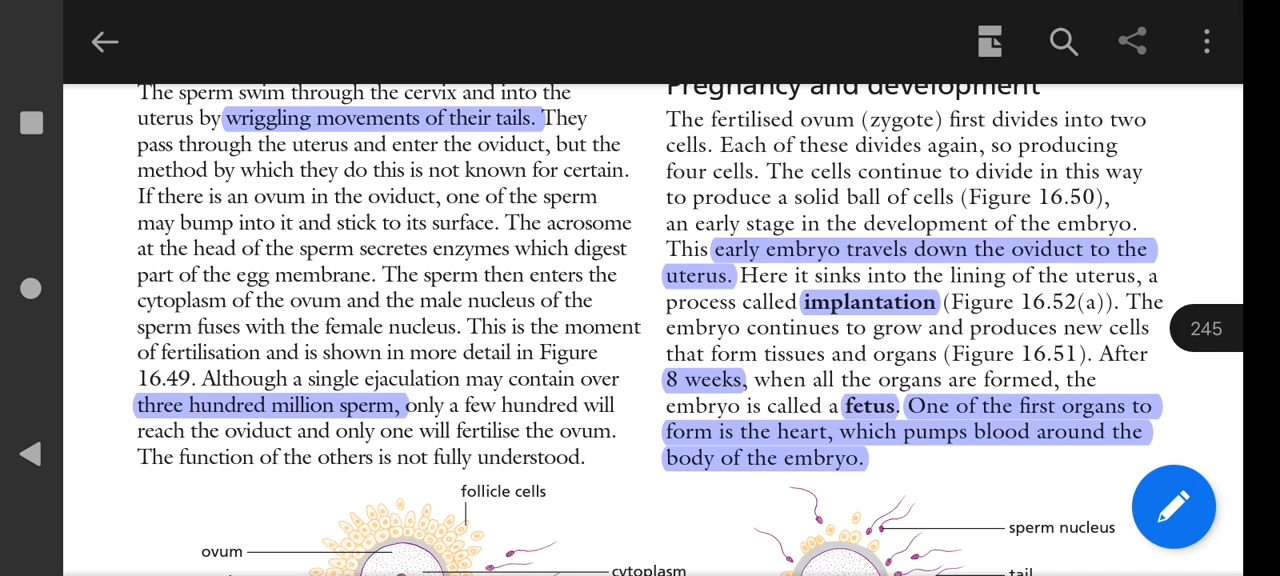 The sperm swim through the cervix and into the
uterus by wriggling movements of their tails. They
pass through the uterus and enter the oviduct, but the
method by which they do this is not known for certain.
If there is an ovum in the oviduct, one of the sperm
may bump into it and stick to its surface. The acrosome
at the head of the sperm secretes enzymes which digest
part of the egg membrane. The sperm then enters the
cytoplasm of the ovum and the male nucleus of the
sperm fuses with the female nucleus. This is the moment
of fertilisation and is shown in more detail in Figure
16.49. Although a single ejaculation may contain over
three hundred million sperm, only a few hundred will
reach the oviduct and only one will fertilise the ovum.
The function of the others is not fully understood.
Pregnancy and development
The fertilised ovum (zygote) first divides into two
cells. Each of these divides again, so producing
four cells. The cells continue to divide in this way
to produce a solid ball of cells (Figure 16.50),
an early stage in the development of the embryo.
This early embryo travels down the oviduct to the
uterus. Here it sinks into the lining of the uterus, a
process called implantation (Figure 16.52(a)). The
embryo continues to grow and produces new cells
that form tissues and organs (Figure 16.51). After
8 weeks, when all the organs are formed, the
embryo is called a fetus. One of the first organs to
form is the heart, which pumps blood around the
body of the embryo.
245
follicle cells
ovum
cytoplasm
sperm nucleus
tail